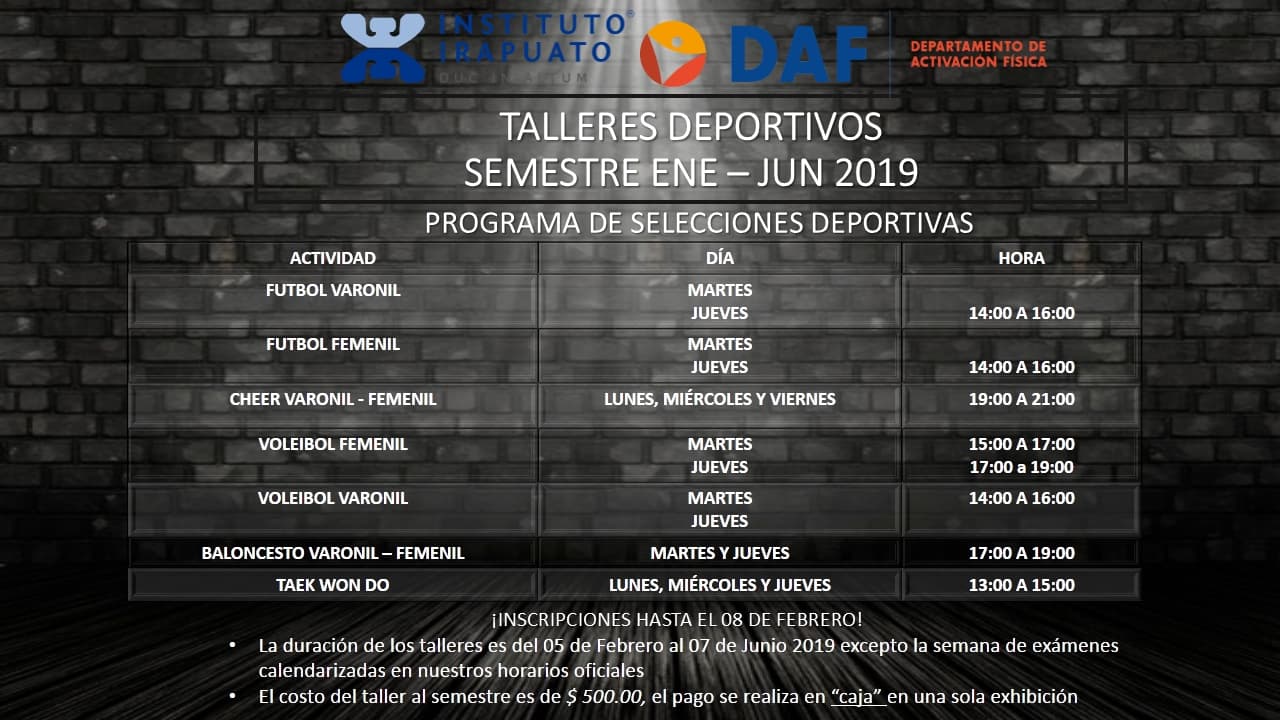 INSTITUTO®
IRAPUATO
DUC IN ALTUM
DAF
DEPARTAMENTO DE
ACTIVACIÓN FÍSICA
TALLERES DEPORTIVOS
SEMESTRE ENE – JUN 2019
PROGRAMA DE SELECCIONES DEPORTIVAS
ACTIVIDAD DÍA HORA
FUTBOL VARONIL MARTES
JUEVES 14:00 A 16:00
FUTBOL FEMENIL MARTES
JUEVES 14:00 A 16:00
CHEER VARONIL - FEMENIL LUNES, MIÉRCOLES Y VIERNES 19:00 A 21:00
VOLEIBOL FEMENIL MARTES 15:00 A 17:00
JUEVES 17:00 a 19:00
VOLEIBOL VARONIL MARTES 14:00 A 16:00
JUEVES
BALONCESTO VARONIL – FEMENIL MARTES Y JUEVES 17:00 A 19:00
TAEK WON DO LUNES, MIÉRCOLES Y JUEVES 13:00 A 15:00
¡INSCRIPCIONES HASTA EL 08 DE FEBRERO!
• La duración de los talleres es del 05 de Febrero al 07 de Junio 2019 excepto la semana de exámenes
calendarizadas en nuestros horarios oficiales
• El costo del taller al semestre es de $ 500.00, el pago se realiza en “caja” en una sola exhibición